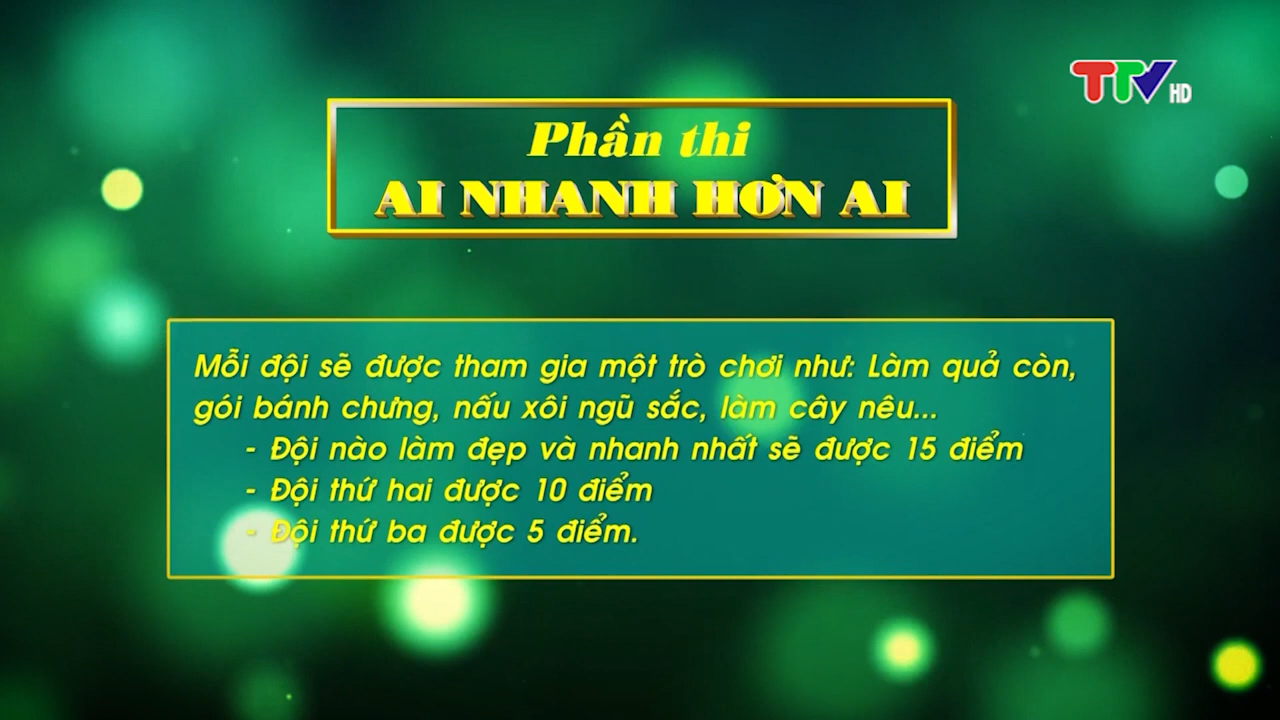 TTV HD
Phần thi
AI NHANH HƠN AI
Mỗi đội sẽ được tham gia một trò chơi như: Làm quả còn,
gói bánh chưng, nấu xôi ngũ sắc, làm cây nêu...
- Đội nào làm đẹp và nhanh nhất sẽ được 15 điểm
- Đội thứ hai được 10 điểm
- Đội thứ ba được 5 điểm.